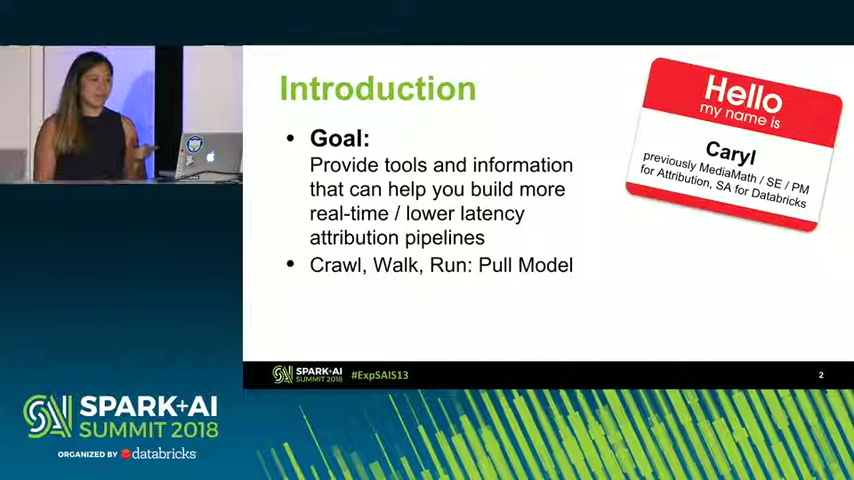 Introduction
• Goal:
Provide tools and information
that can help you build more
real-time / lower latency
attribution pipelines
• Crawl, Walk, Run: Pull Model
Hello
my name is
Caryl
previously MediaMath / SE / PM
for Attribution, SA for Databricks
SPARK+AI
SUMMIT 2018
#ExpSAIS13
2
SPARK+AI
SUMMIT 2018
ORGANIZED BY databricks